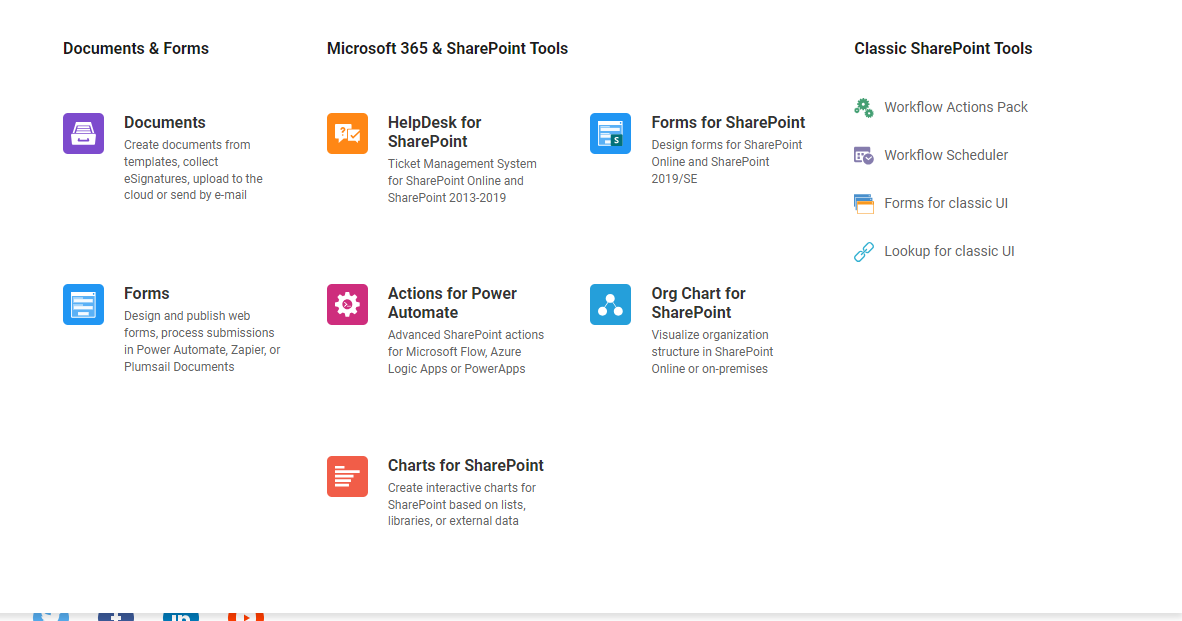 Documents & Forms
Documents
Create documents from
templates, collect
eSignatures, upload to the
cloud or send by e-mail
Forms
Design and publish web
forms, process submissions
in Power Automate, Zapier, or
Plumsail Documents
Microsoft 365 & SharePoint Tools
HelpDesk for
SharePoint
Ticket Management System
for SharePoint Online and
SharePoint 2013-2019
Forms for SharePoint
Design forms for SharePoint
Online and SharePoint
2019/SE
Actions for Power
Automate
Advanced SharePoint actions
for Microsoft Flow, Azure
Logic Apps or PowerApps
Org Chart for
SharePoint
Visualize organization
structure in SharePoint
Online or on-premises
Charts for SharePoint
Create interactive charts for
SharePoint based on lists,
libraries, or external data
Classic SharePoint Tools
Workflow Actions Pack
Workflow Scheduler
Forms for classic UI
Lookup for classic UI